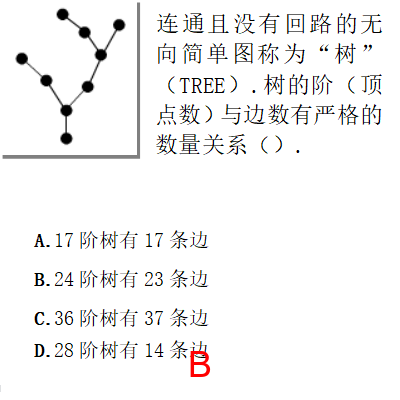 连通且没有回路的无
向简单图称为“树”
（TREE）.树的阶（顶
点数）与边数有严格的
数量关系（）.
A.17 阶树有 17 条边
B.24 阶树有 23 条边
C.36 阶树有 37 条边
D.28 阶树有 14 条边
B